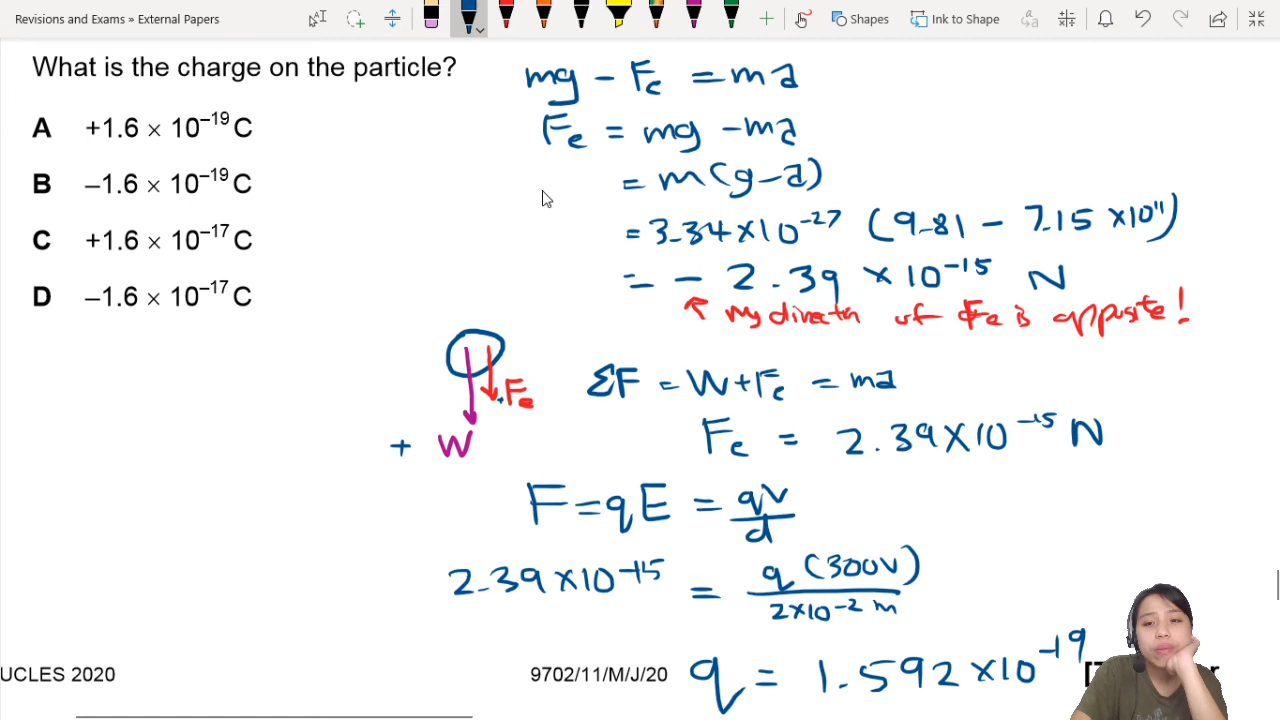 Revisions and Exams » External Papers
Shapes
Ink to Shape
What is the charge on the particle?
A +1.6 × 10⁻¹⁹ C
B –1.6 × 10⁻¹⁹ C
C +1.6 × 10⁻¹⁷ C
D –1.6 × 10⁻¹⁷ C
mg – Fe = ma
Fe = mg – ma
= m(g – a)
= 3.34 × 10⁻²⁷ (9.81 – 7.15 × 10¹¹)
= – 2.39 × 10⁻¹⁵ N
my direct of Fe is opposite!
Fe
+ W
ΣF = W + Fe = ma
Fe = 2.39 × 10⁻¹⁵ N
F = qE = qV/d
2.39 × 10⁻¹⁵ = q (300V) / 2×10⁻² m
q = 1.592 × 10⁻¹⁹
UCLES 2020
9702/11/M/J/20